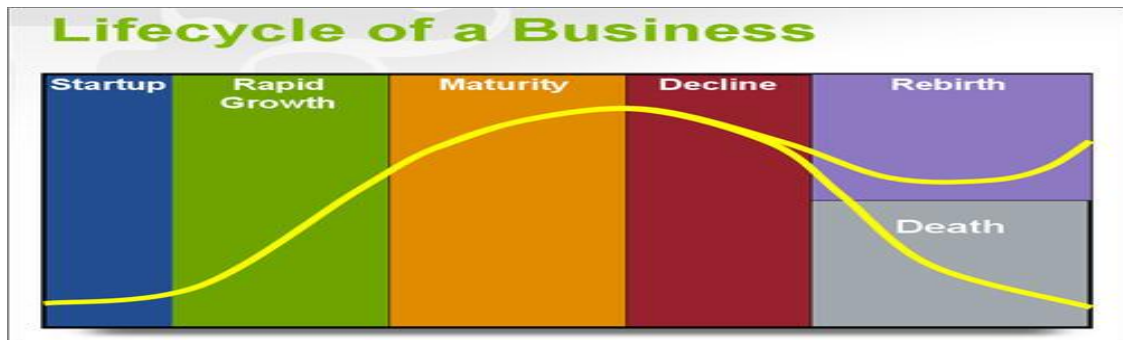 Lifecycle of a Business
Startup
Rapid
Growth
Maturity
Decline
Rebirth
Death